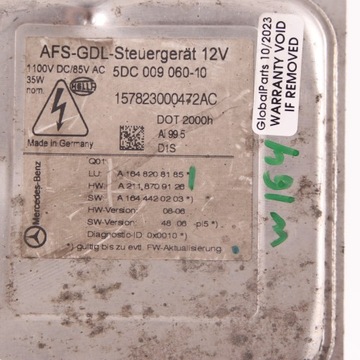 AFS-GDL-Steuergerät 12V
1100V DC/85V AC
35W
nom.
5DC 009 060-10
HELLA
157823000472AC
DOT 2000h
A 99 5
D1S
Made in Germany
Q01
LU: A 164 820 81 85 *)
HW: A 211 870 91 26
SW: A 164 442 02 03 *)
HW-Version: 08-06
SW-Version: 48 06 -pl5 *)
Diagnostic-ID 0x0010 *)
*) gültig bis zu evtl. FW-Aktualisierung
Mercedes-Benz
GlobalParts 10/2023
WARRANTY VOID
IF REMOVED
W164